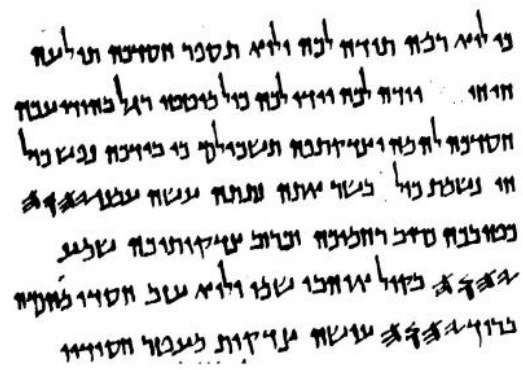 כי לוא רמה תודה לכה ולוא תספר חסדכה תולעה
חי חי יודה לכה יודו לכה כול מוטטי רגל בהודיעכה
חסדכה להמה וצדקתכה תשכילם כי בידכה נפש כול
חי נשמת כול בשר אתה נתתה עשה עמנו 𐤉𐤄𐤅𐤄
כטובכה כרוב רחמיכה וכרוב צדקותיכה שמע
𐤉𐤄𐤅𐤄 בקול אוהבי שמו ולוא עזב חסדו מהמה
ברוך 𐤉𐤄𐤅𐤄 עושה צדקות מעטר חסידיו